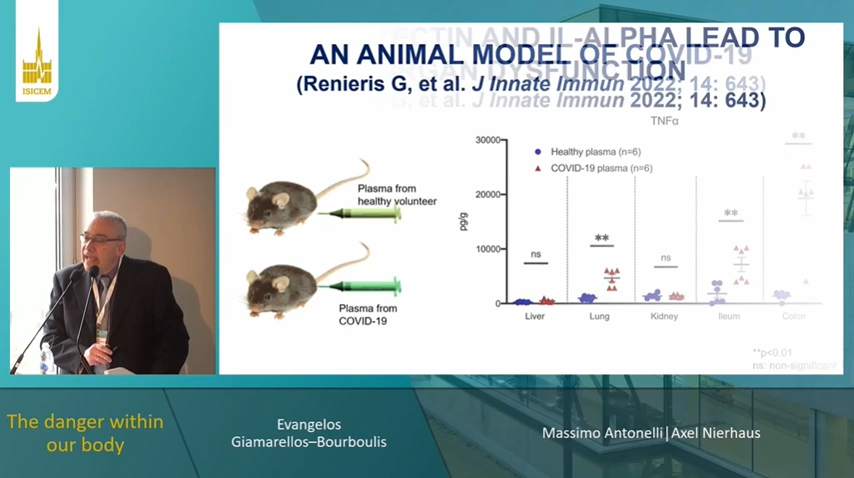 ISICEM
ECTIN AND IL-ALPHA LEAD TO
AN ANIMAL MODEL OF COVID-19
GAN DYSFUNCTION
(Renieris G, et al. J Innate Immun 2022; 14: 643)
et al. J Innate Immun 2022; 14: 643)
TNFα
30000
20000
10000
0
pg/g
Healthy plasma (n=6)
COVID-19 plasma (n=6)
ns
**
ns
**
**
Liver
Lung
Kidney
Ileum
Colon
**p<0.01
ns: non-significant
Plasma from
healthy volunteer
Plasma from
COVID-19
The danger within
our body
Evangelos
Giamarellos–Bourboulis
Massimo Antonelli|Axel Nierhaus